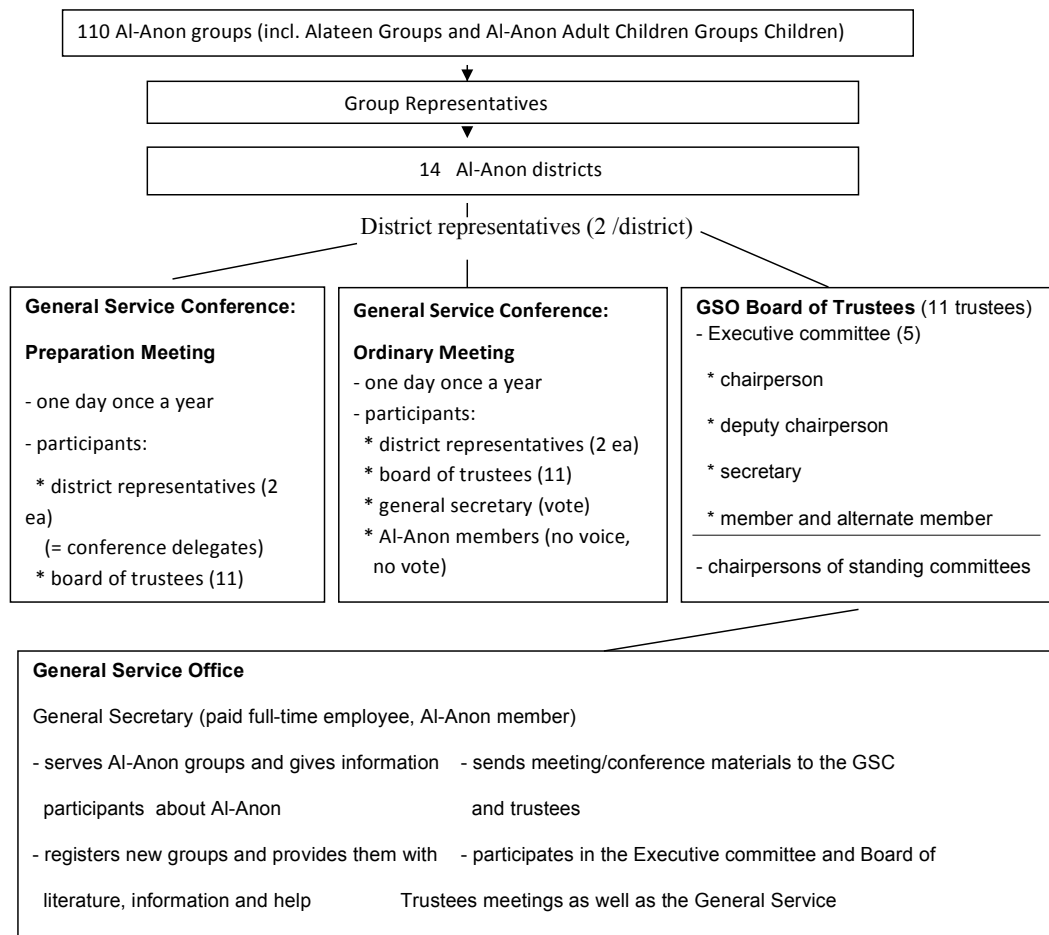 110 Al-Anon groups (incl. Alateen Groups and Al-Anon Adult Children Groups Children)
Group Representatives
14 Al-Anon districts
District representatives (2 /district)
General Service Conference:
Preparation Meeting
- one day once a year
- participants:
* district representatives (2
ea)
(= conference delegates)
* board of trustees (11)
General Service Conference:
Ordinary Meeting
- one day once a year
- participants:
* district representatives (2 ea)
* board of trustees (11)
* general secretary (vote)
* Al-Anon members (no voice,
no vote)
GSO Board of Trustees (11 trustees)
- Executive committee (5)
* chairperson
* deputy chairperson
* secretary
* member and alternate member
- chairpersons of standing committees
General Service Office
General Secretary (paid full-time employee, Al-Anon member)
- serves Al-Anon groups and gives information - sends meeting/conference materials to the GSC
participants about Al-Anon and trustees
- registers new groups and provides them with - participates in the Executive committee and Board of
literature, information and help Trustees meetings as well as the General Service